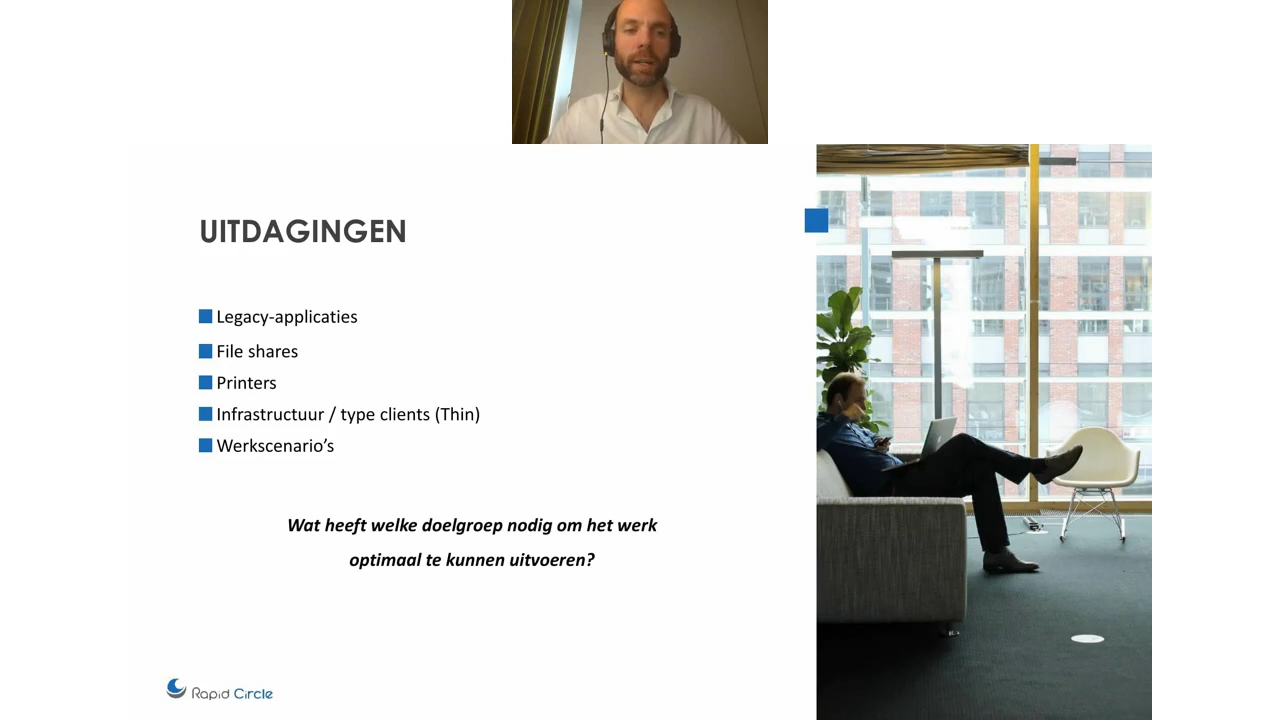 UITDAGINGEN
Legacy-applicaties
File shares
Printers
Infrastructuur / type clients (Thin)
Werkscenario’s
Wat heeft welke doelgroep nodig om het werk
optimaal te kunnen uitvoeren?
Rapid Circle